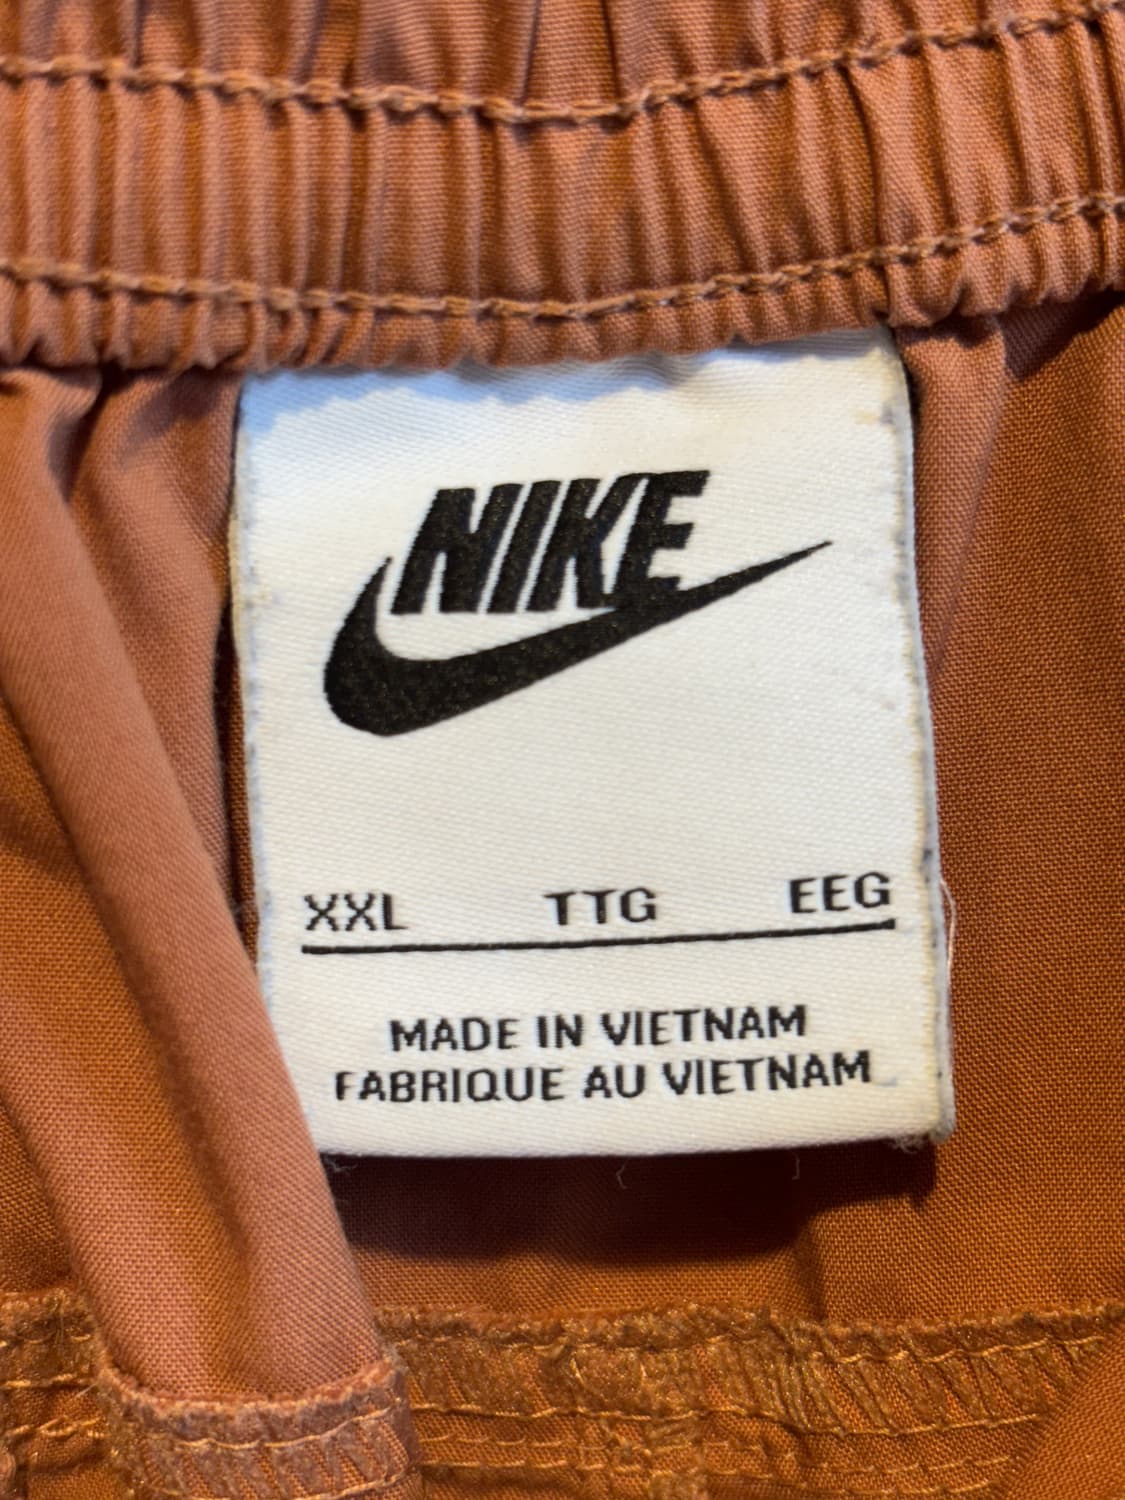 NIKE
XXL TTG EEG
MADE IN VIETNAM
FABRIQUE AU VIETNAM